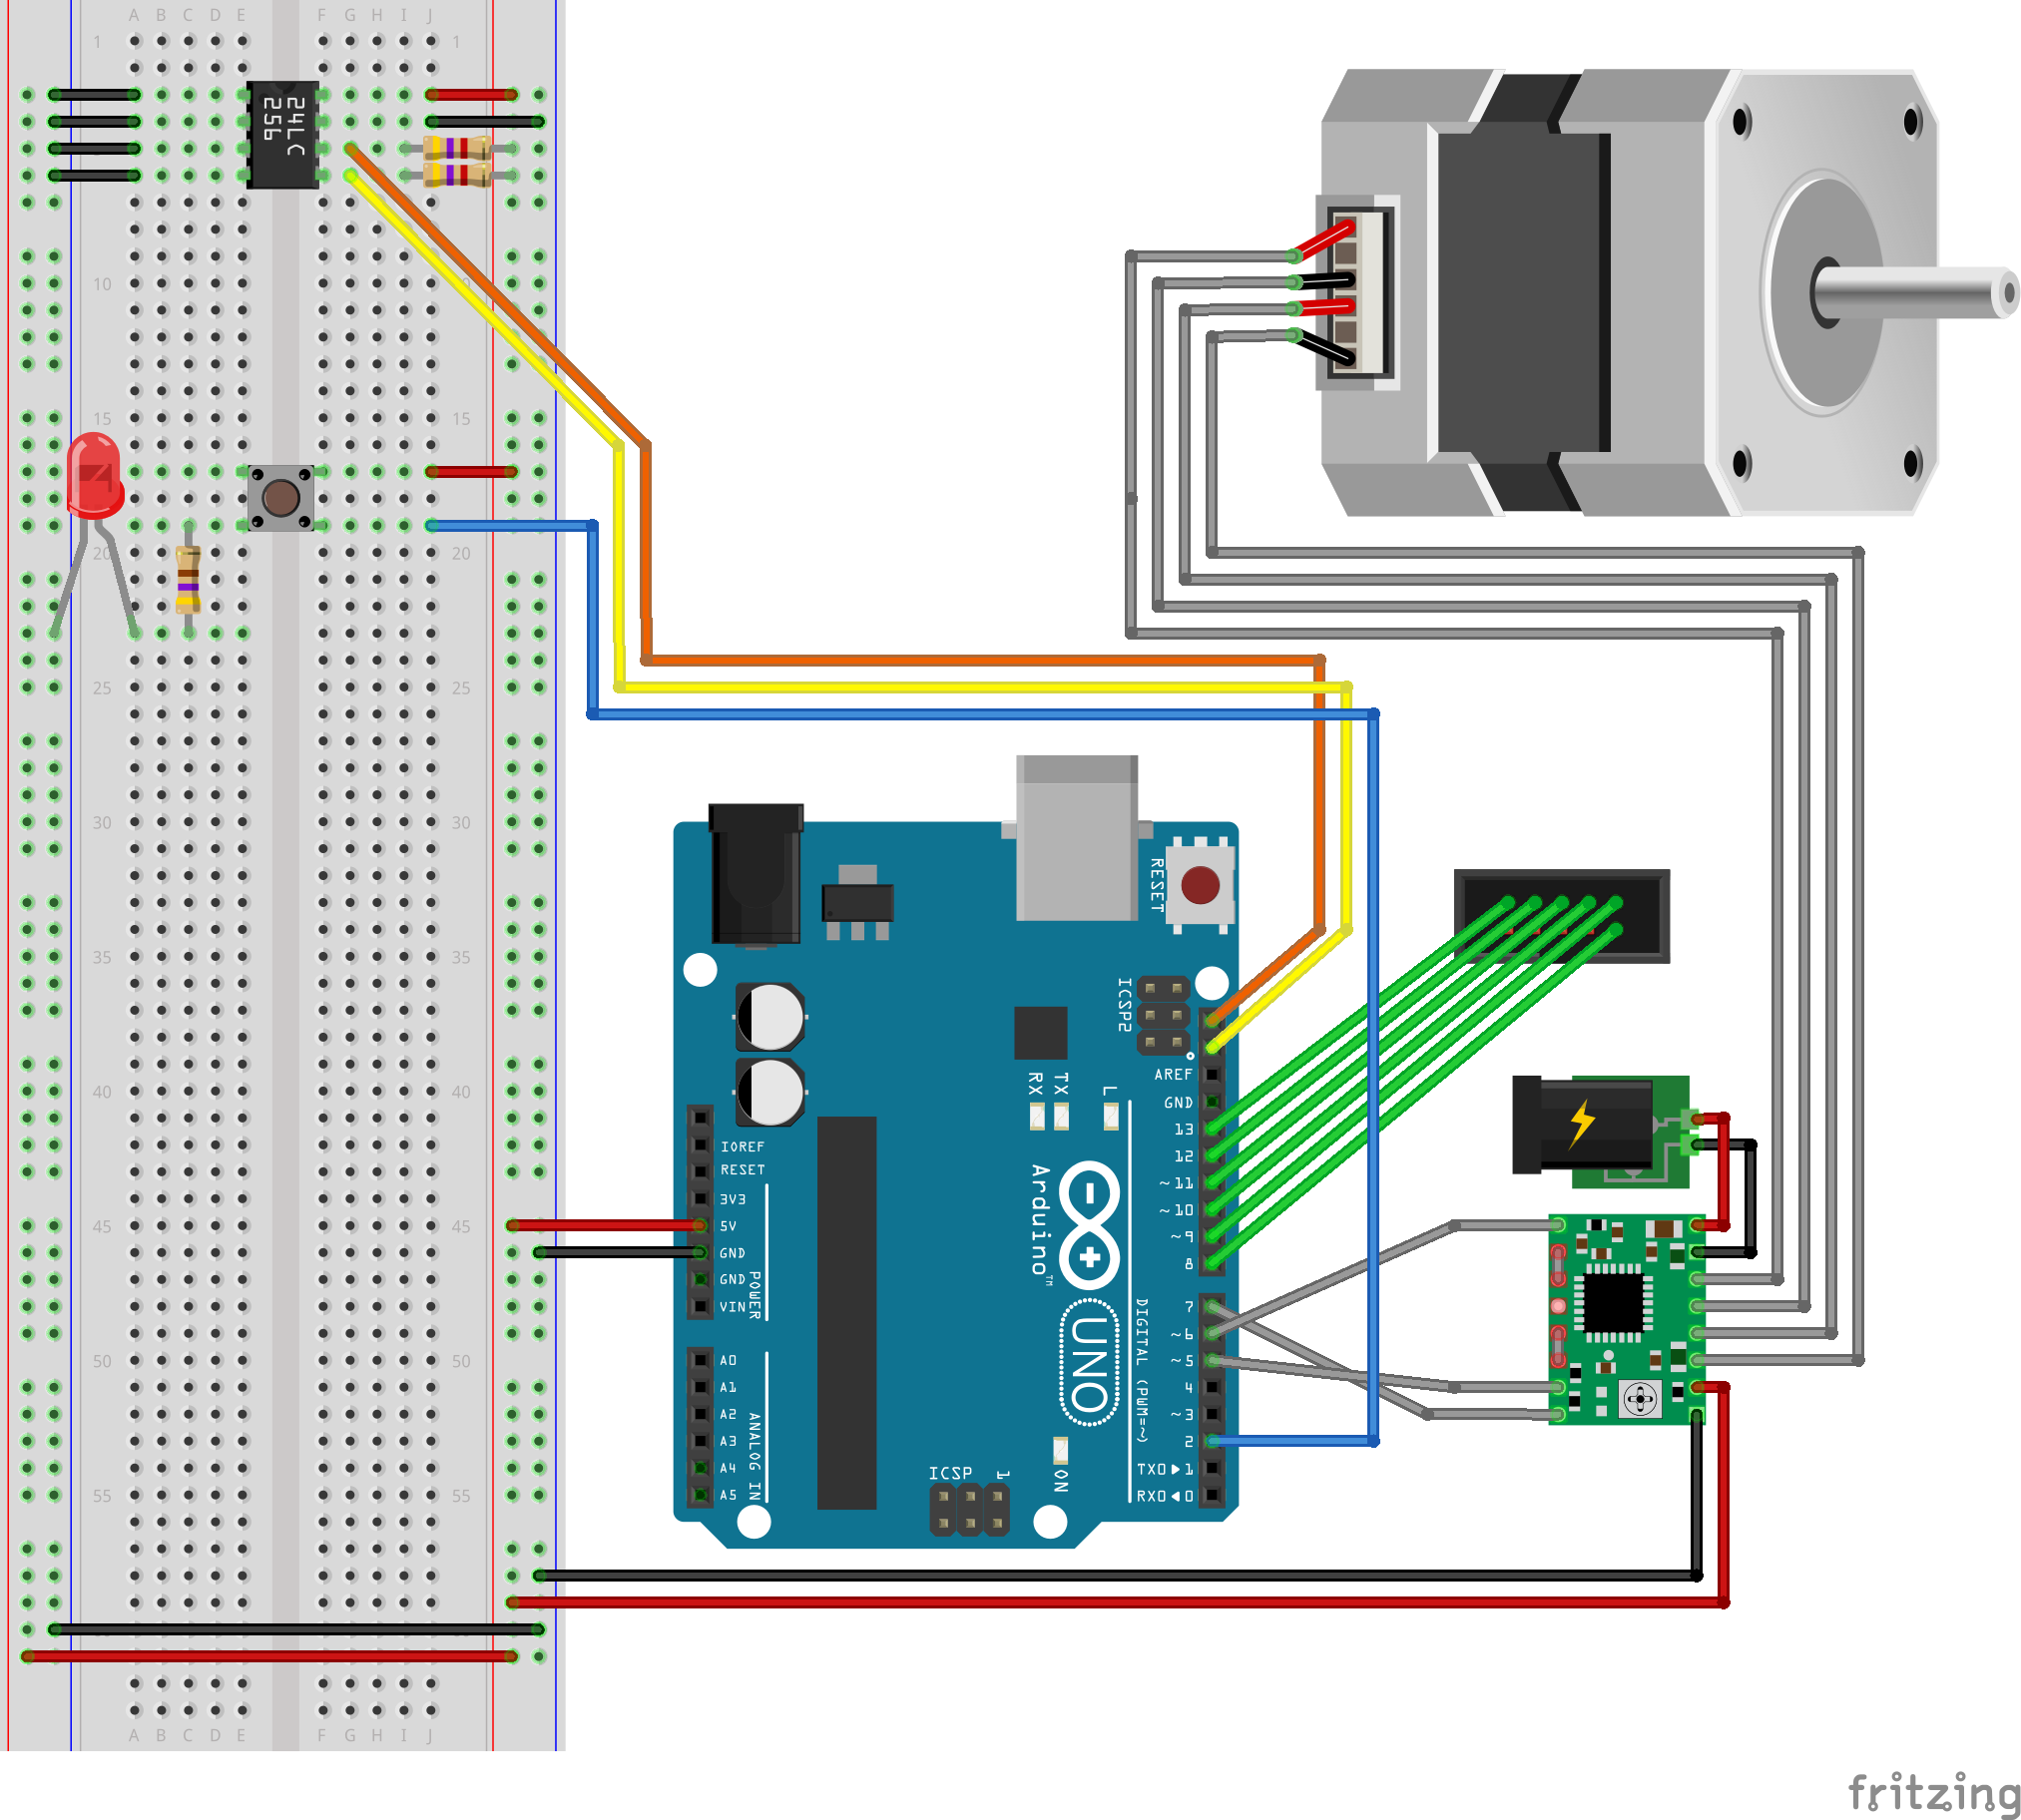 A B C D E F G H I J
1 1
24LC
256
10
15 15
20 20
25 25
30 30
35 35
40 40
45 45
50 50
55 55
A B C D E F G H I J
RESET
ICSP2
AREF
GND
13
12
~11
~10
~9
8
7
~6
~5
4
~3
2
TX0▶1
RX0◀0
DIGITAL (PWM=~)
RX
TX
L
Arduino™
UNO
ON
IOREF
RESET
3V3
5V
GND
GND
VIN
POWER
A0
A1
A2
A3
A4
A5
ANALOG IN
ICSP
1
fritzing